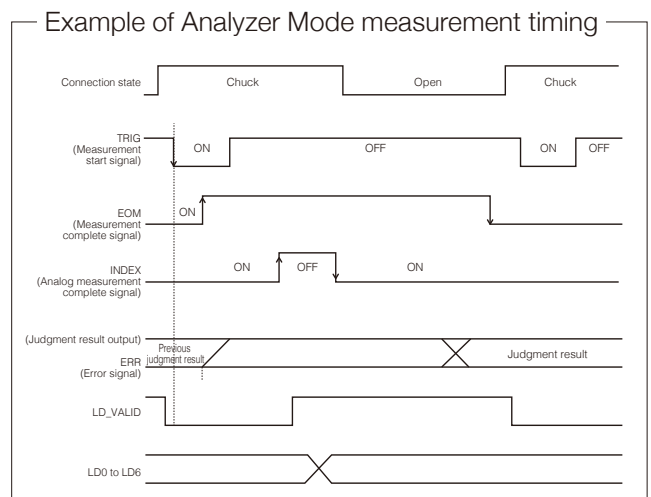 Example of Analyzer Mode measurement timing
Connection state
Chuck
Open
Chuck
TRIG
(Measurement
start signal)
ON
OFF
ON
OFF
EOM
(Measurement
complete signal)
ON
INDEX
(Analog measurement
complete signal)
ON
OFF
ON
(Judgment result output)
ERR
(Error signal)
Previous
judgment result
Judgment result
LD_VALID
LD0 to LD6